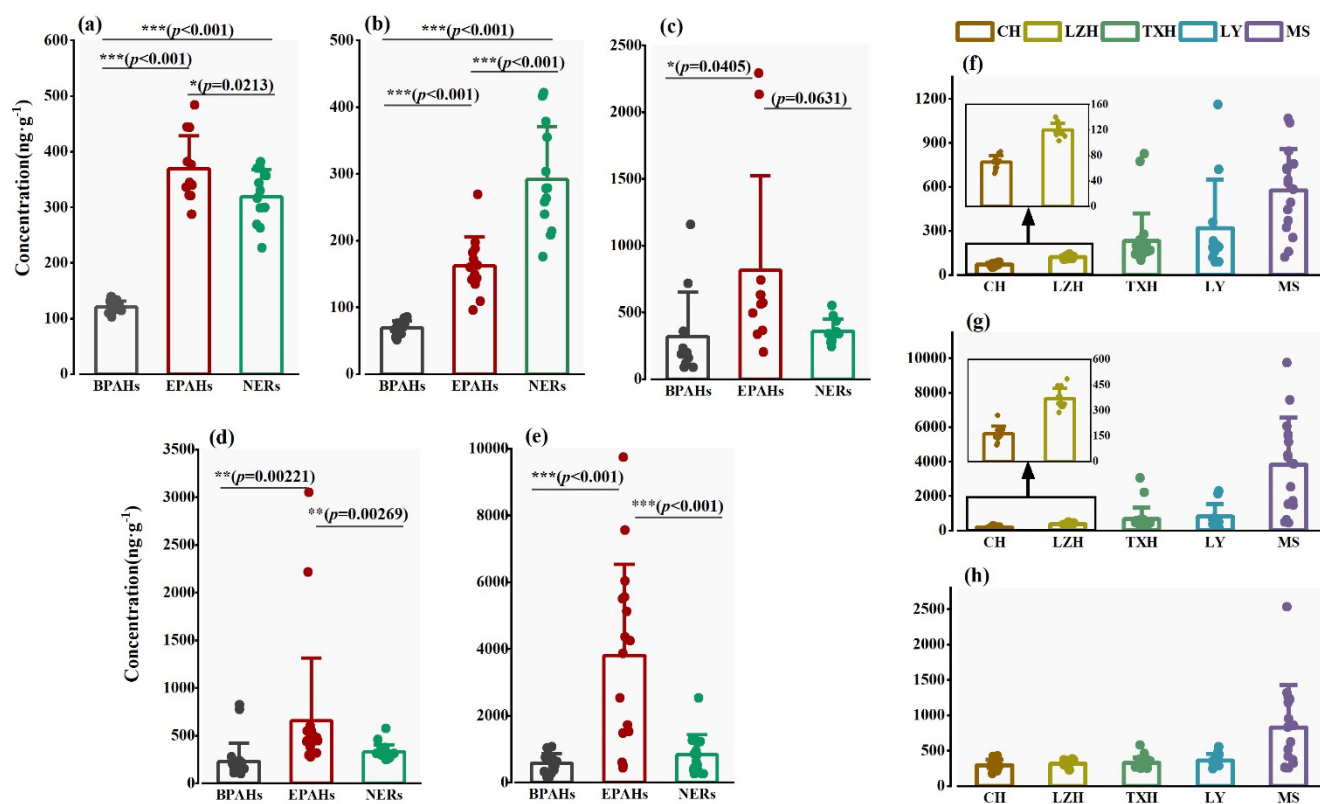 (a)
***(p<0.001)
***(p<0.001)
*(p=0.0213)
Concentration(ng·g-1)
600
500
400
300
200
100
0
BPAHs EPAHs NERs
(b)
***(p<0.001)
***(p<0.001)
***(p<0.001)
500
400
300
200
100
0
BPAHs EPAHs NERs
(c)
*(p=0.0405)
(p=0.0631)
2500
2000
1500
1000
500
0
BPAHs EPAHs NERs
(d)
**(p=0.00221)
**(p=0.00269)
Concentration(ng·g-1)
3500
3000
2500
2000
1500
1000
500
0
BPAHs EPAHs NERs
(e)
***(p<0.001)
***(p<0.001)
10000
8000
6000
4000
2000
0
BPAHs EPAHs NERs
CH LZH TXH LY MS
(f)
1200
900
600
300
0
160
120
80
40
0
CH LZH TXH LY MS
(g)
10000
8000
6000
4000
2000
0
600
450
300
150
0
CH LZH TXH LY MS
(h)
2500
2000
1500
1000
500
0
CH LZH TXH LY MS